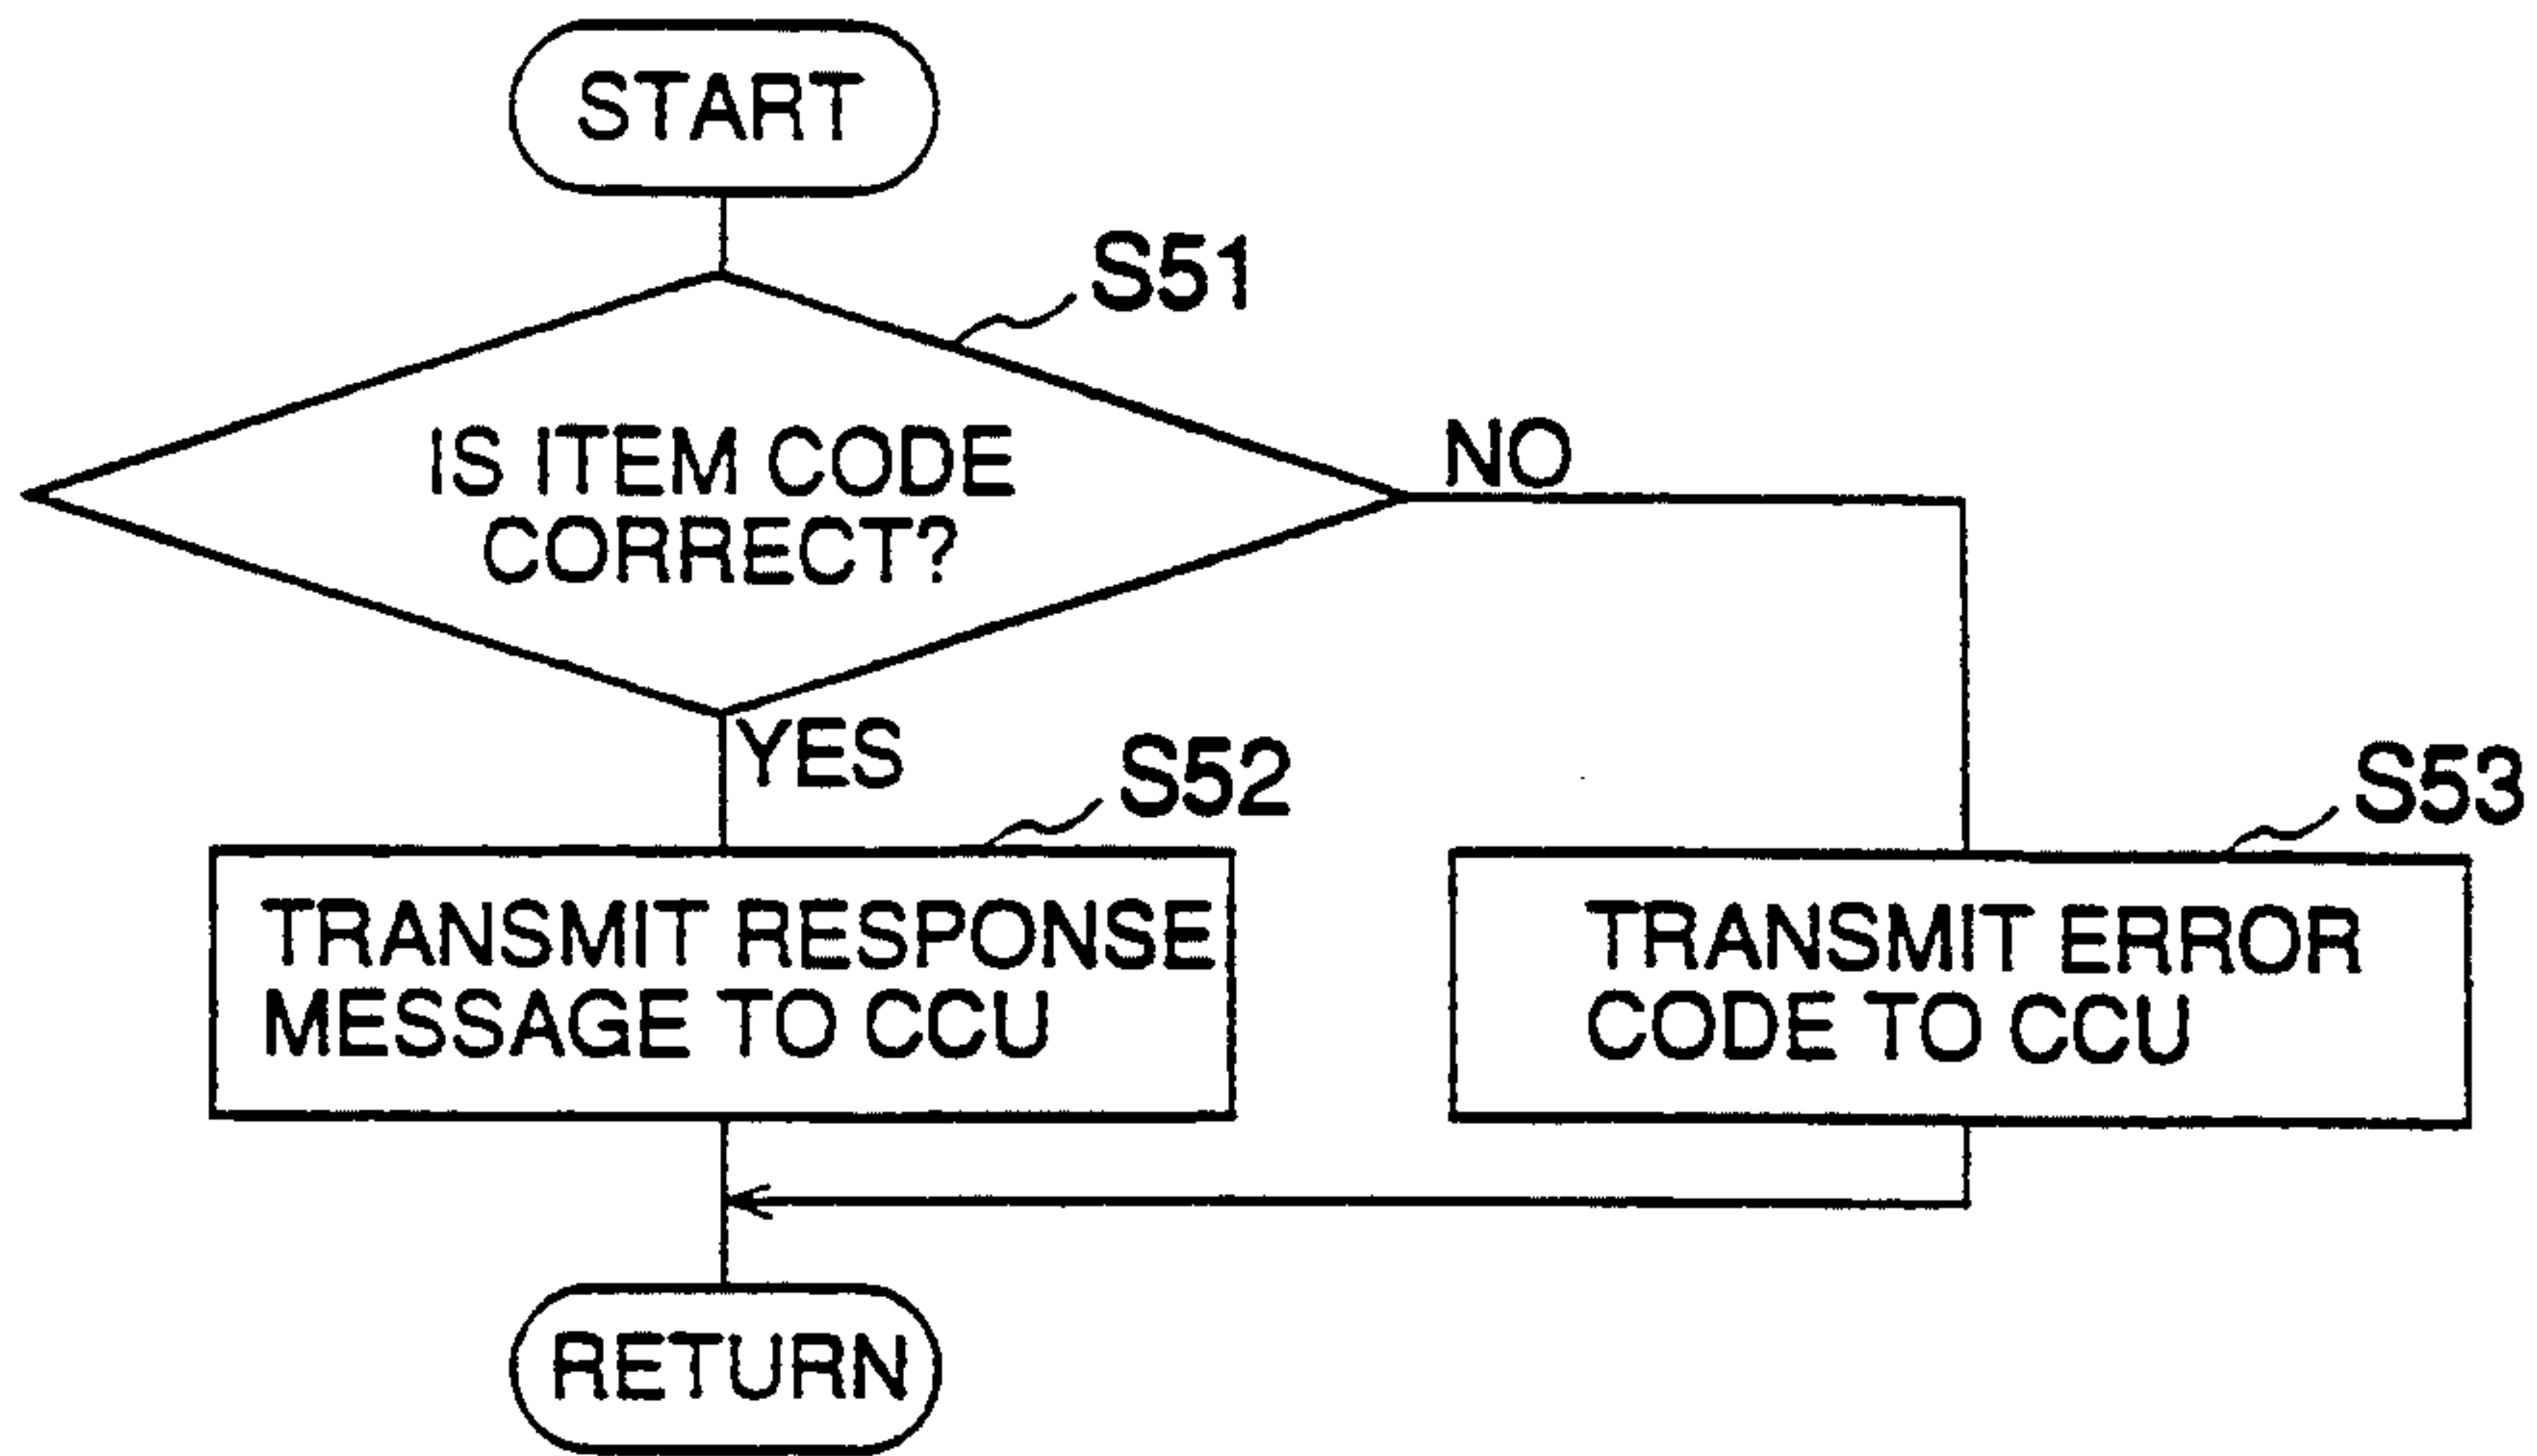 START
S51
IS ITEM CODE
CORRECT?
NO
YES
S52
TRANSMIT RESPONSE
MESSAGE TO CCU
S53
TRANSMIT ERROR
CODE TO CCU
RETURN